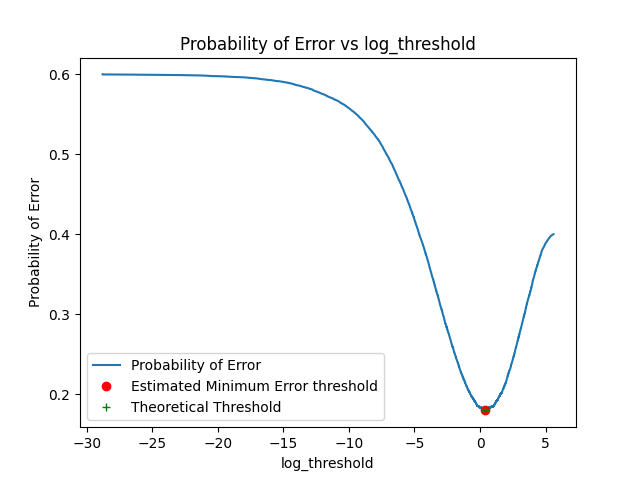 Probability of Error vs log_threshold
Probability of Error
0.6
0.5
0.4
0.3
0.2
Probability of Error
Estimated Minimum Error threshold
Theoretical Threshold
−30
−25
−20
−15
−10
−5
0
5
log_threshold